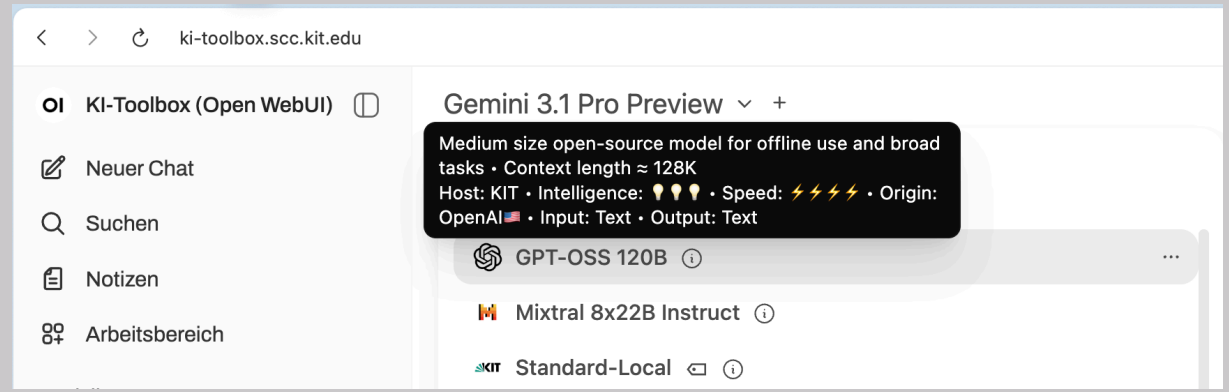 ki-toolbox.scc.kit.edu
OI KI-Toolbox (Open WebUI)
Neuer Chat
Suchen
Notizen
Arbeitsbereich
Gemini 3.1 Pro Preview
Medium size open-source model for offline use and broad
tasks • Context length ≈ 128K
Host: KIT • Intelligence: 💡💡💡 • Speed: ⚡⚡⚡⚡ • Origin:
OpenAI🇺🇸 • Input: Text • Output: Text
GPT-OSS 120B
Mixtral 8x22B Instruct
KIT Standard-Local